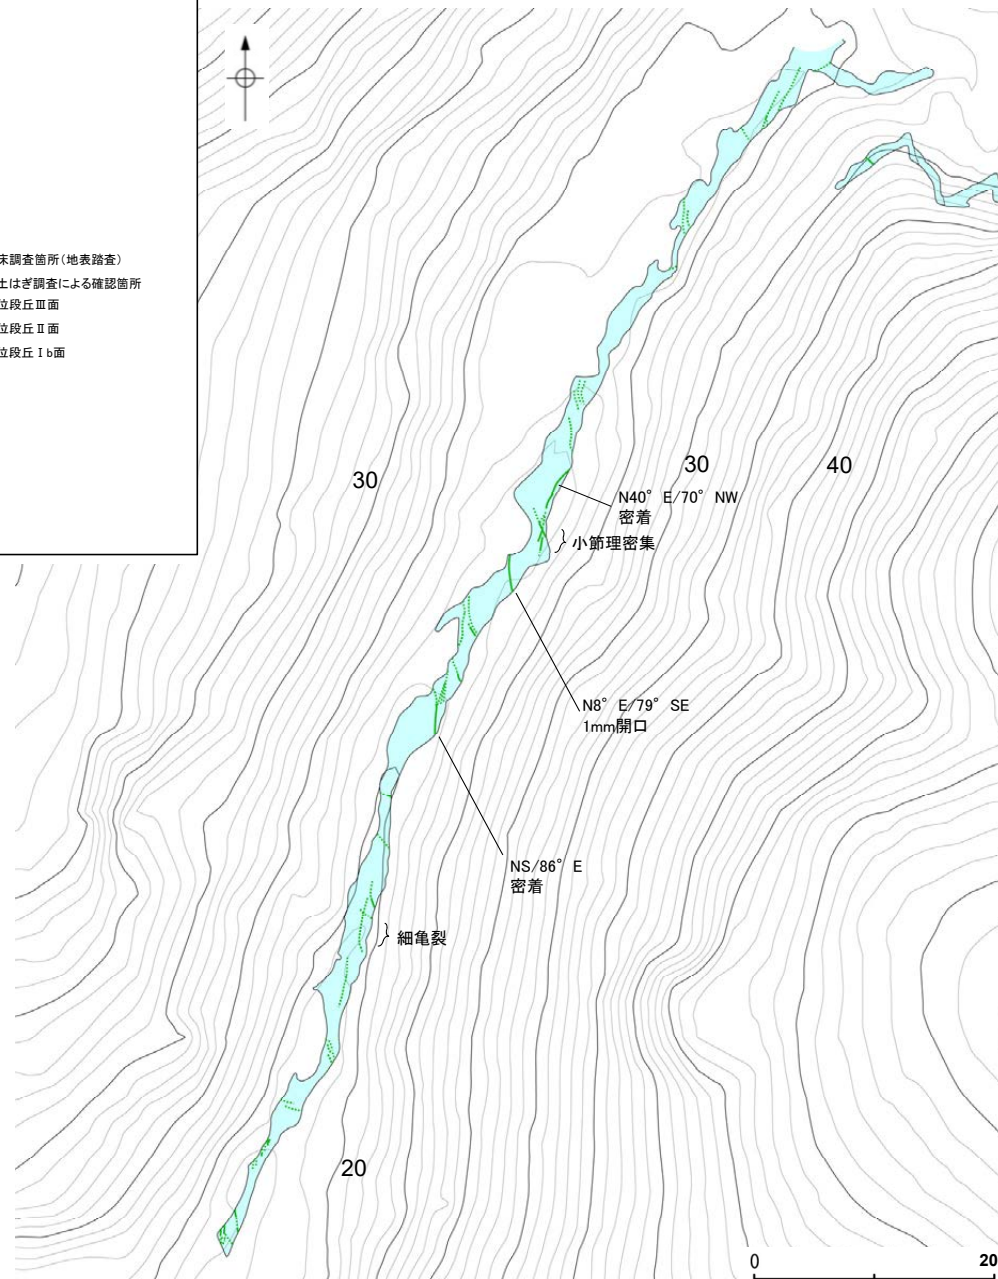 床調査箇所(地表踏査)
土はぎ調査による確認箇所
位段丘Ⅲ面
位段丘Ⅱ面
位段丘Ⅰb面
30
30
40
N40° E/70° NW
密着
小節理密集
N8° E/79° SE
1mm開口
NS/86° E
密着
細亀裂
20
0
20